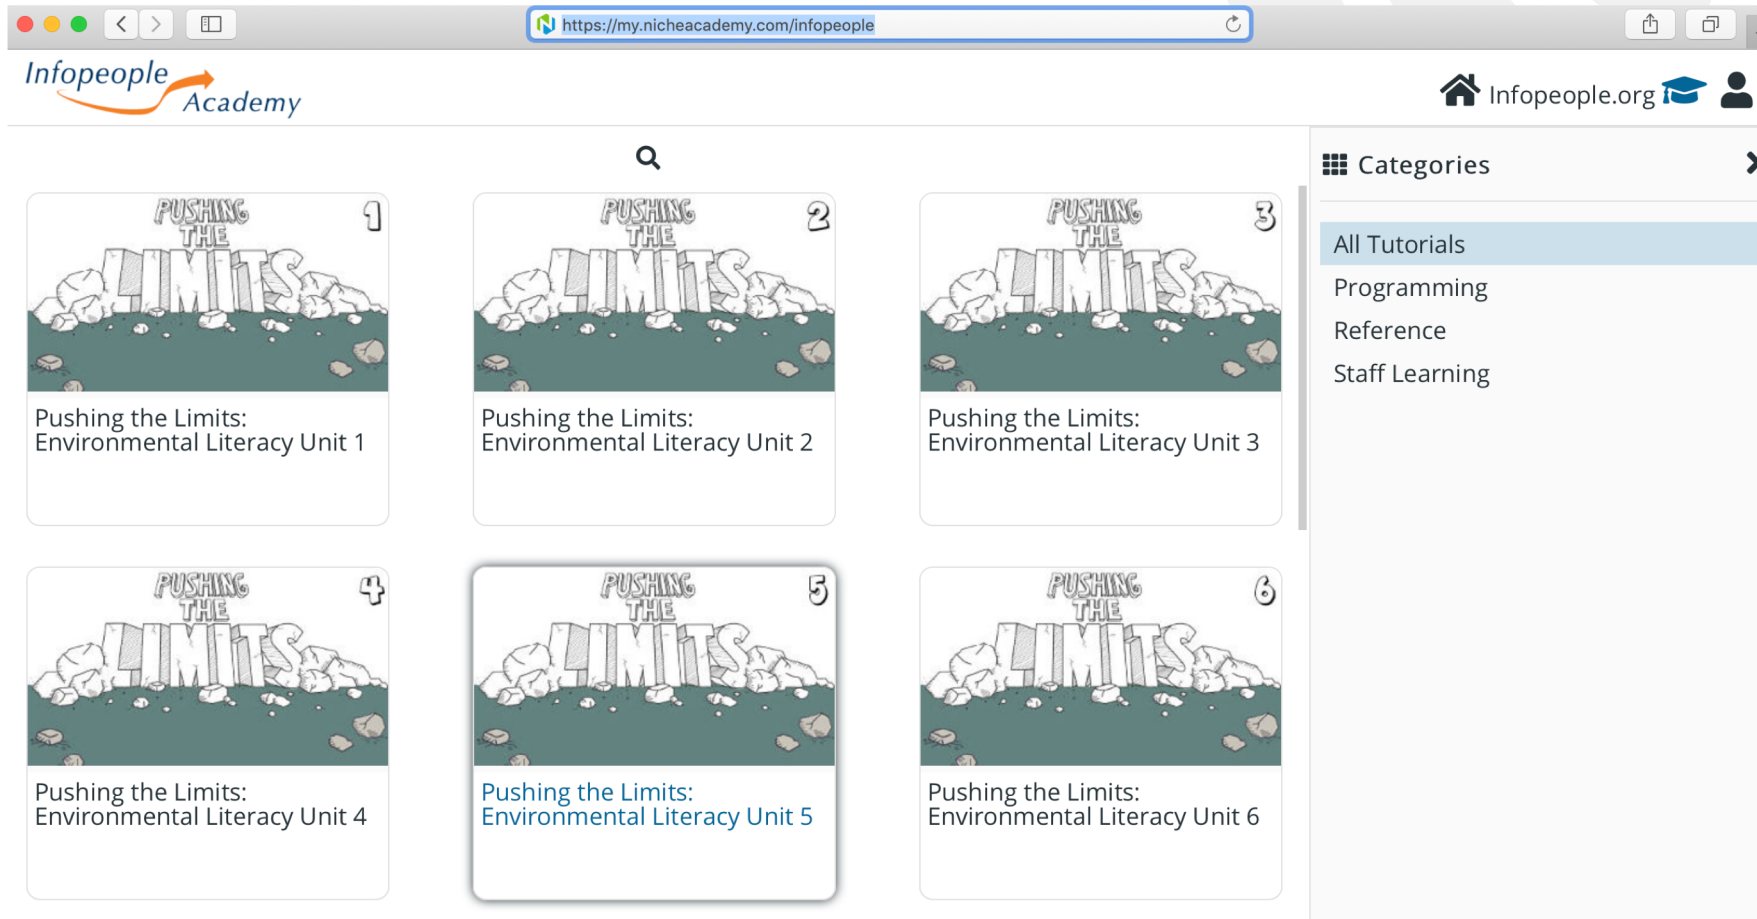 https://my.nicheacademy.com/infopeople
Infopeople
Academy
Infopeople.org
Categories
All Tutorials
Programming
Reference
Staff Learning
PUSHING
THE
LIMITS
1
Pushing the Limits:
Environmental Literacy Unit 1
PUSHING
THE
LIMITS
2
Pushing the Limits:
Environmental Literacy Unit 2
PUSHING
THE
LIMITS
3
Pushing the Limits:
Environmental Literacy Unit 3
PUSHING
THE
LIMITS
4
Pushing the Limits:
Environmental Literacy Unit 4
PUSHING
THE
LIMITS
5
Pushing the Limits:
Environmental Literacy Unit 5
PUSHING
THE
LIMITS
6
Pushing the Limits:
Environmental Literacy Unit 6